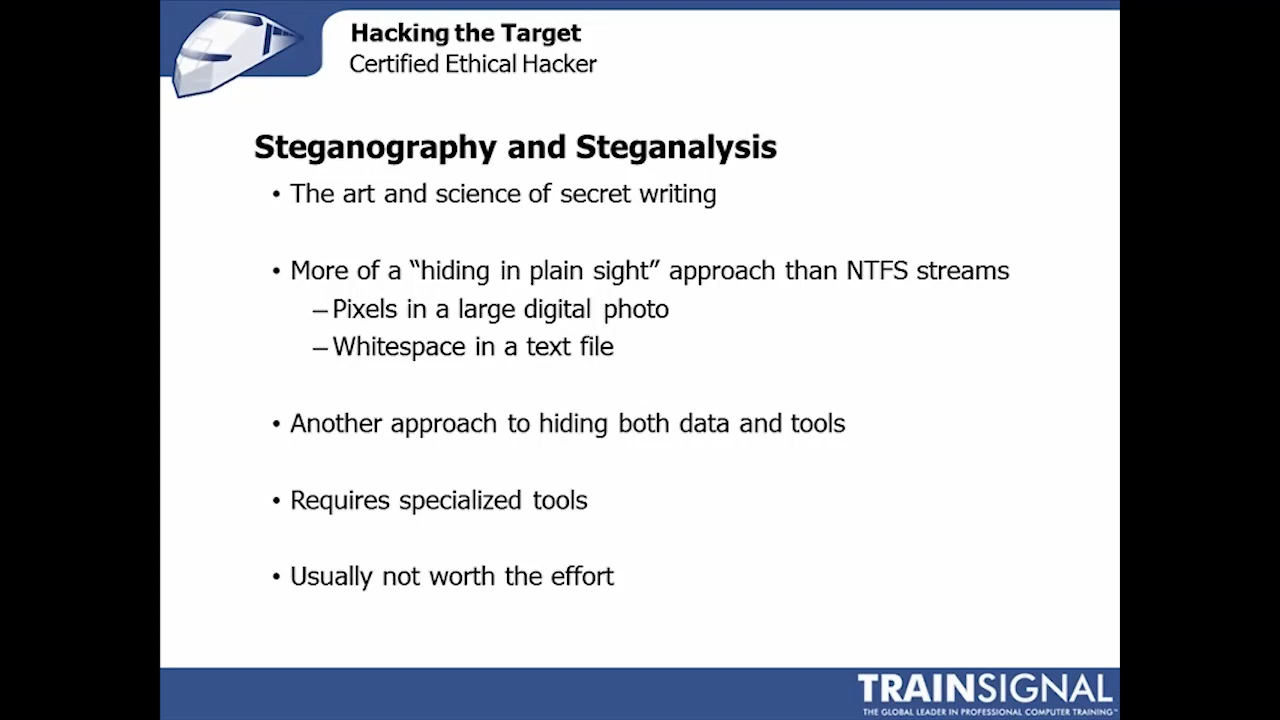 Hacking the Target
Certified Ethical Hacker
Steganography and Steganalysis
• The art and science of secret writing
• More of a “hiding in plain sight” approach than NTFS streams
– Pixels in a large digital photo
– Whitespace in a text file
• Another approach to hiding both data and tools
• Requires specialized tools
• Usually not worth the effort
TRAINSIGNAL
THE GLOBAL LEADER IN PROFESSIONAL COMPUTER TRAINING™